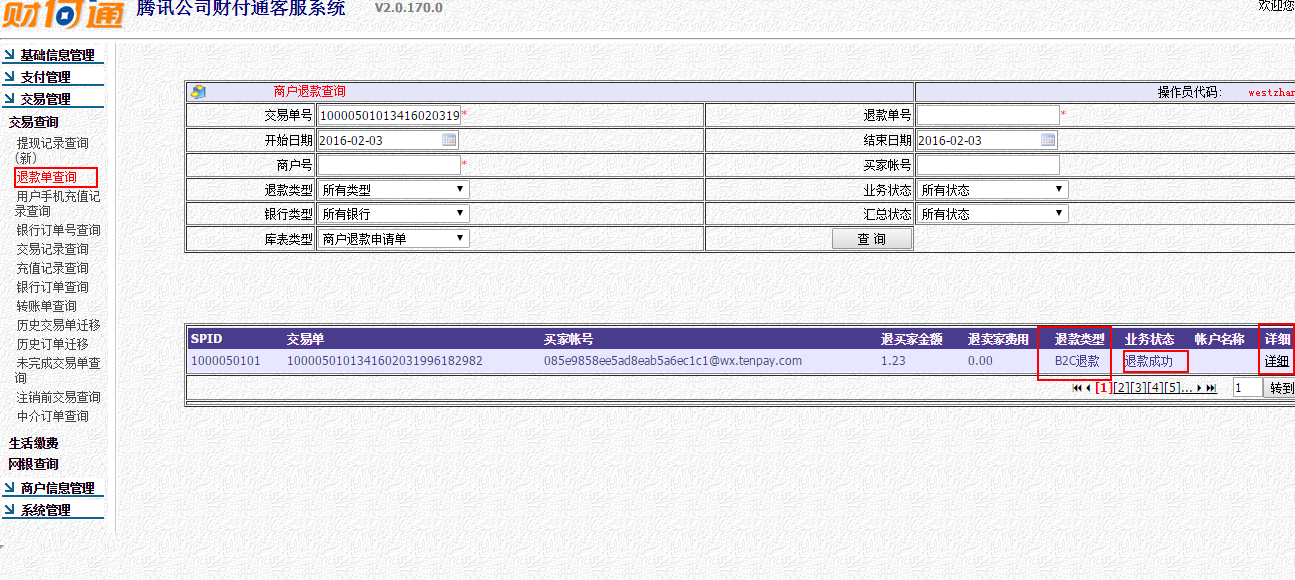 财付通 腾讯公司财付通客服系统 V2.0.170.0 欢迎您
基础信息管理
支付管理
交易管理
交易查询
提现记录查询
(新)
退款单查询
用户手机充值记
录查询
银行订单号查询
交易记录查询
充值记录查询
银行订单查询
转账单查询
历史交易单迁移
历史订单迁移
未完成交易单查
询
注销前交易查询
中介订单查询
生活缴费
网银查询
商户信息管理
系统管理
商户退款查询 操作员代码: westzhan
交易单号 10000501013416020319 * 退款单号 *
开始日期 2016-02-03 结束日期 2016-02-03
商户号 * 买家帐号
退款类型 所有类型 业务状态 所有状态
银行类型 所有银行 汇总状态 所有状态
库表类型 商户退款申请单 查 询
SPID 交易单 买家帐号 退买家金额 退卖家费用 退款类型 业务状态 帐户名称 详细
1000050101 1000050101341602031996182982 085e9858ee5ad8eab5a6ec1c1@wx.tenpay.com 1.23 0.00 B2C退款 退款成功 详细
[1][2][3][4][5]... 1 转到